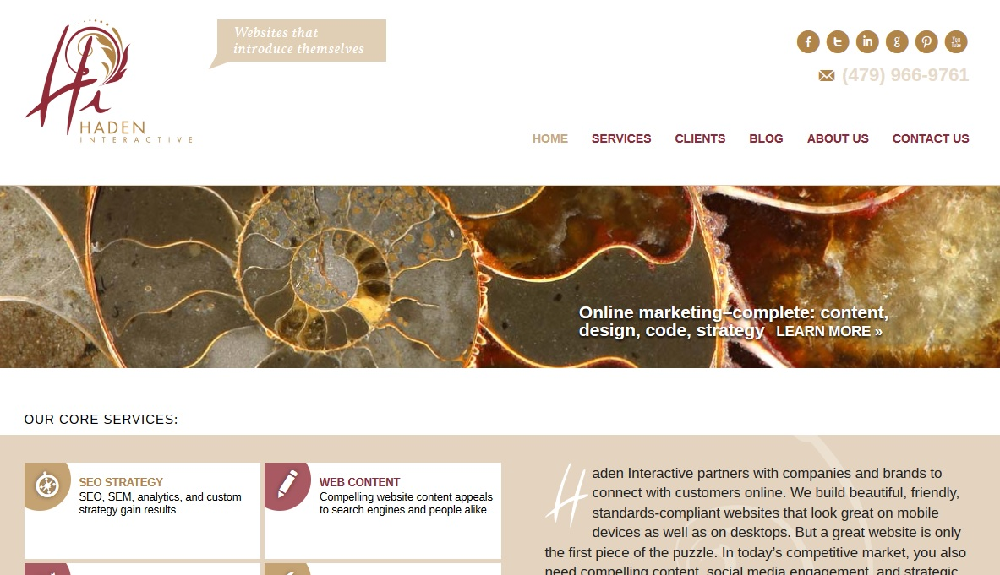 Websites that
introduce themselves
(479) 966-9761
Hi
HADEN
INTERACTIVE
HOME SERVICES CLIENTS BLOG ABOUT US CONTACT US
Online marketing–complete: content,
design, code, strategy LEARN MORE »
OUR CORE SERVICES:
SEO STRATEGY
SEO, SEM, analytics, and custom
strategy gain results.
WEB CONTENT
Compelling website content appeals
to search engines and people alike.
Haden Interactive partners with companies and brands to
connect with customers online. We build beautiful, friendly,
standards-compliant websites that look great on mobile
devices as well as on desktops. But a great website is only
the first piece of the puzzle. In today’s competitive market, you also
need compelling content, social media engagement, and strategic